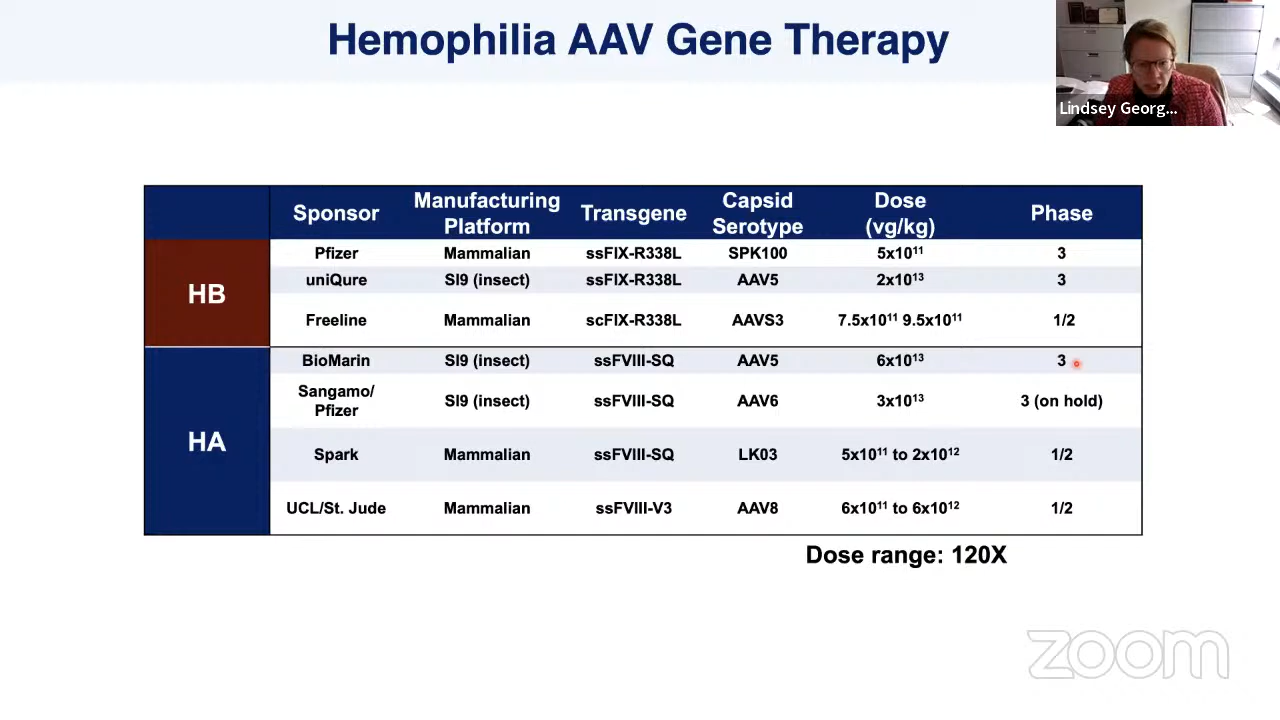 Hemophilia AAV Gene Therapy
Lindsey Georg...
Sponsor Manufacturing Platform Transgene Capsid Serotype Dose (vg/kg) Phase
HB
Pfizer Mammalian ssFIX-R338L SPK100 5x10¹¹ 3
uniQure SI9 (insect) ssFIX-R338L AAV5 2x10¹³ 3
Freeline Mammalian scFIX-R338L AAVS3 7.5x10¹¹ 9.5x10¹¹ 1/2
HA
BioMarin SI9 (insect) ssFVIII-SQ AAV5 6x10¹³ 3
Sangamo/ Pfizer SI9 (insect) ssFVIII-SQ AAV6 3x10¹³ 3 (on hold)
Spark Mammalian ssFVIII-SQ LK03 5x10¹¹ to 2x10¹² 1/2
UCL/St. Jude Mammalian ssFVIII-V3 AAV8 6x10¹¹ to 6x10¹² 1/2
Dose range: 120X
zoom